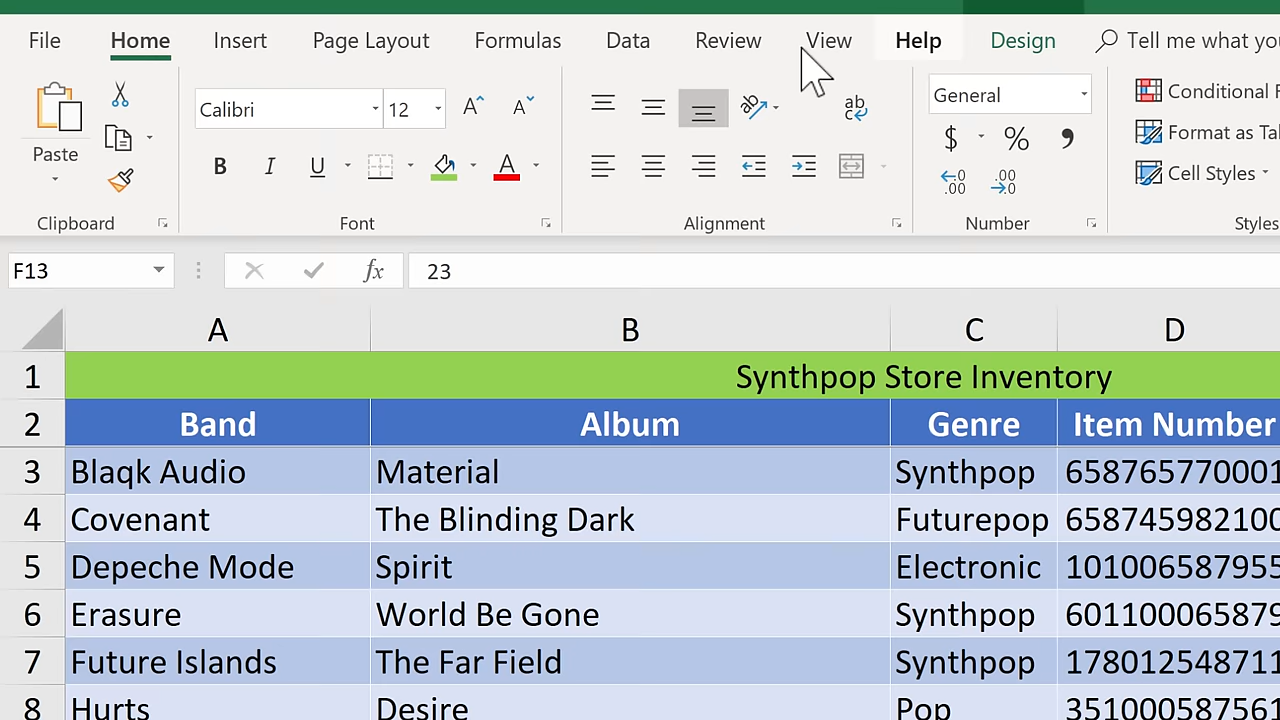 File Home Insert Page Layout Formulas Data Review View Help Design Tell me what you
Paste
Calibri 12
General
Conditional F
Format as Tal
Cell Styles
B I U A
$ % ,
Clipboard Font Alignment Number Styles
F13 fx 23
A B C D
1 Synthpop Store Inventory
2 Band Album Genre Item Number
3 Blaqk Audio Material Synthpop 658765770001
4 Covenant The Blinding Dark Futurepop 658745982100
5 Depeche Mode Spirit Electronic 101006587955
6 Erasure World Be Gone Synthpop 601100065879
7 Future Islands The Far Field Synthpop 178012548711
8 Hurts Desire Pop 351000587561